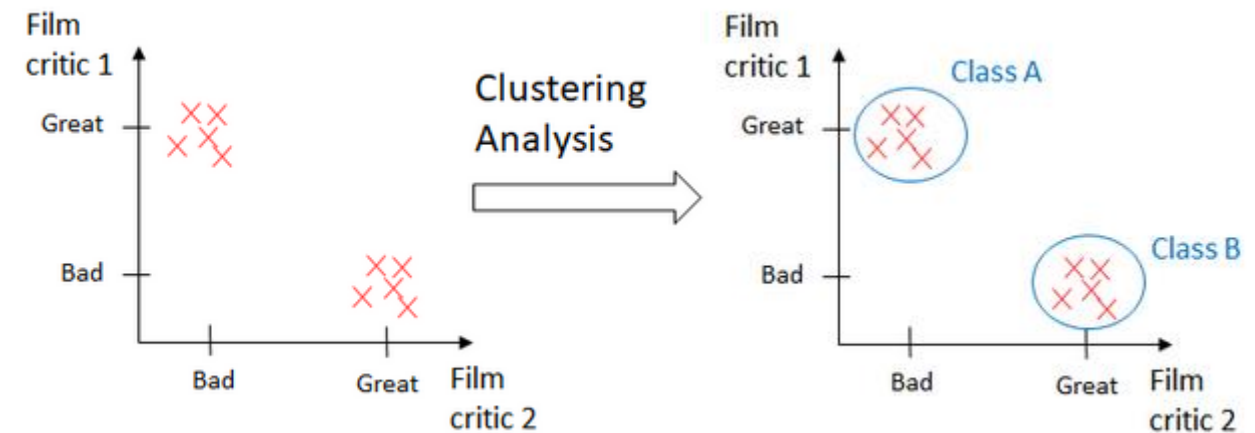 Film
critic 1
Great
Bad
Bad
Great
Film
critic 2
Clustering
Analysis
Film
critic 1
Class A
Great
Class B
Bad
Bad
Great
Film
critic 2